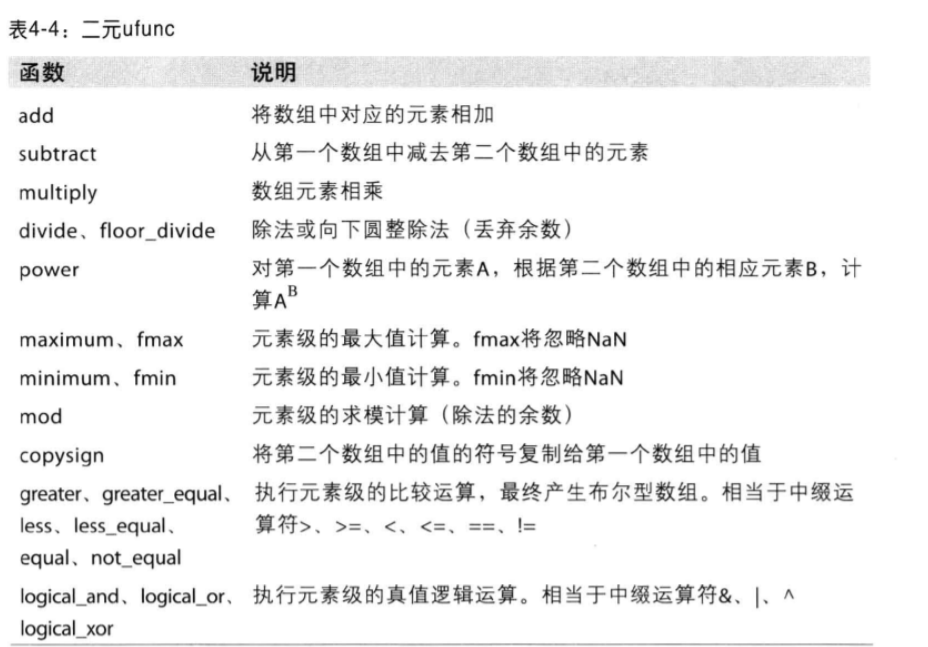 表4-4：二元ufunc
函数 说明
add 将数组中对应的元素相加
subtract 从第一个数组中减去第二个数组中的元素
multiply 数组元素相乘
divide、floor_divide 除法或向下圆整除法（丢弃余数）
power 对第一个数组中的元素A，根据第二个数组中的相应元素B，计
算A^B
maximum、fmax 元素级的最大值计算。fmax将忽略NaN
minimum、fmin 元素级的最小值计算。fmin将忽略NaN
mod 元素级的求模计算（除法的余数）
copysign 将第二个数组中的值的符号复制给第一个数组中的值
greater、greater_equal、 执行元素级的比较运算，最终产生布尔型数组。相当于中缀运
less、less_equal、 算符>、>=、<、<=、==、!=
equal、not_equal
logical_and、logical_or、 执行元素级的真值逻辑运算。相当于中缀运算符&、|、^
logical_xor